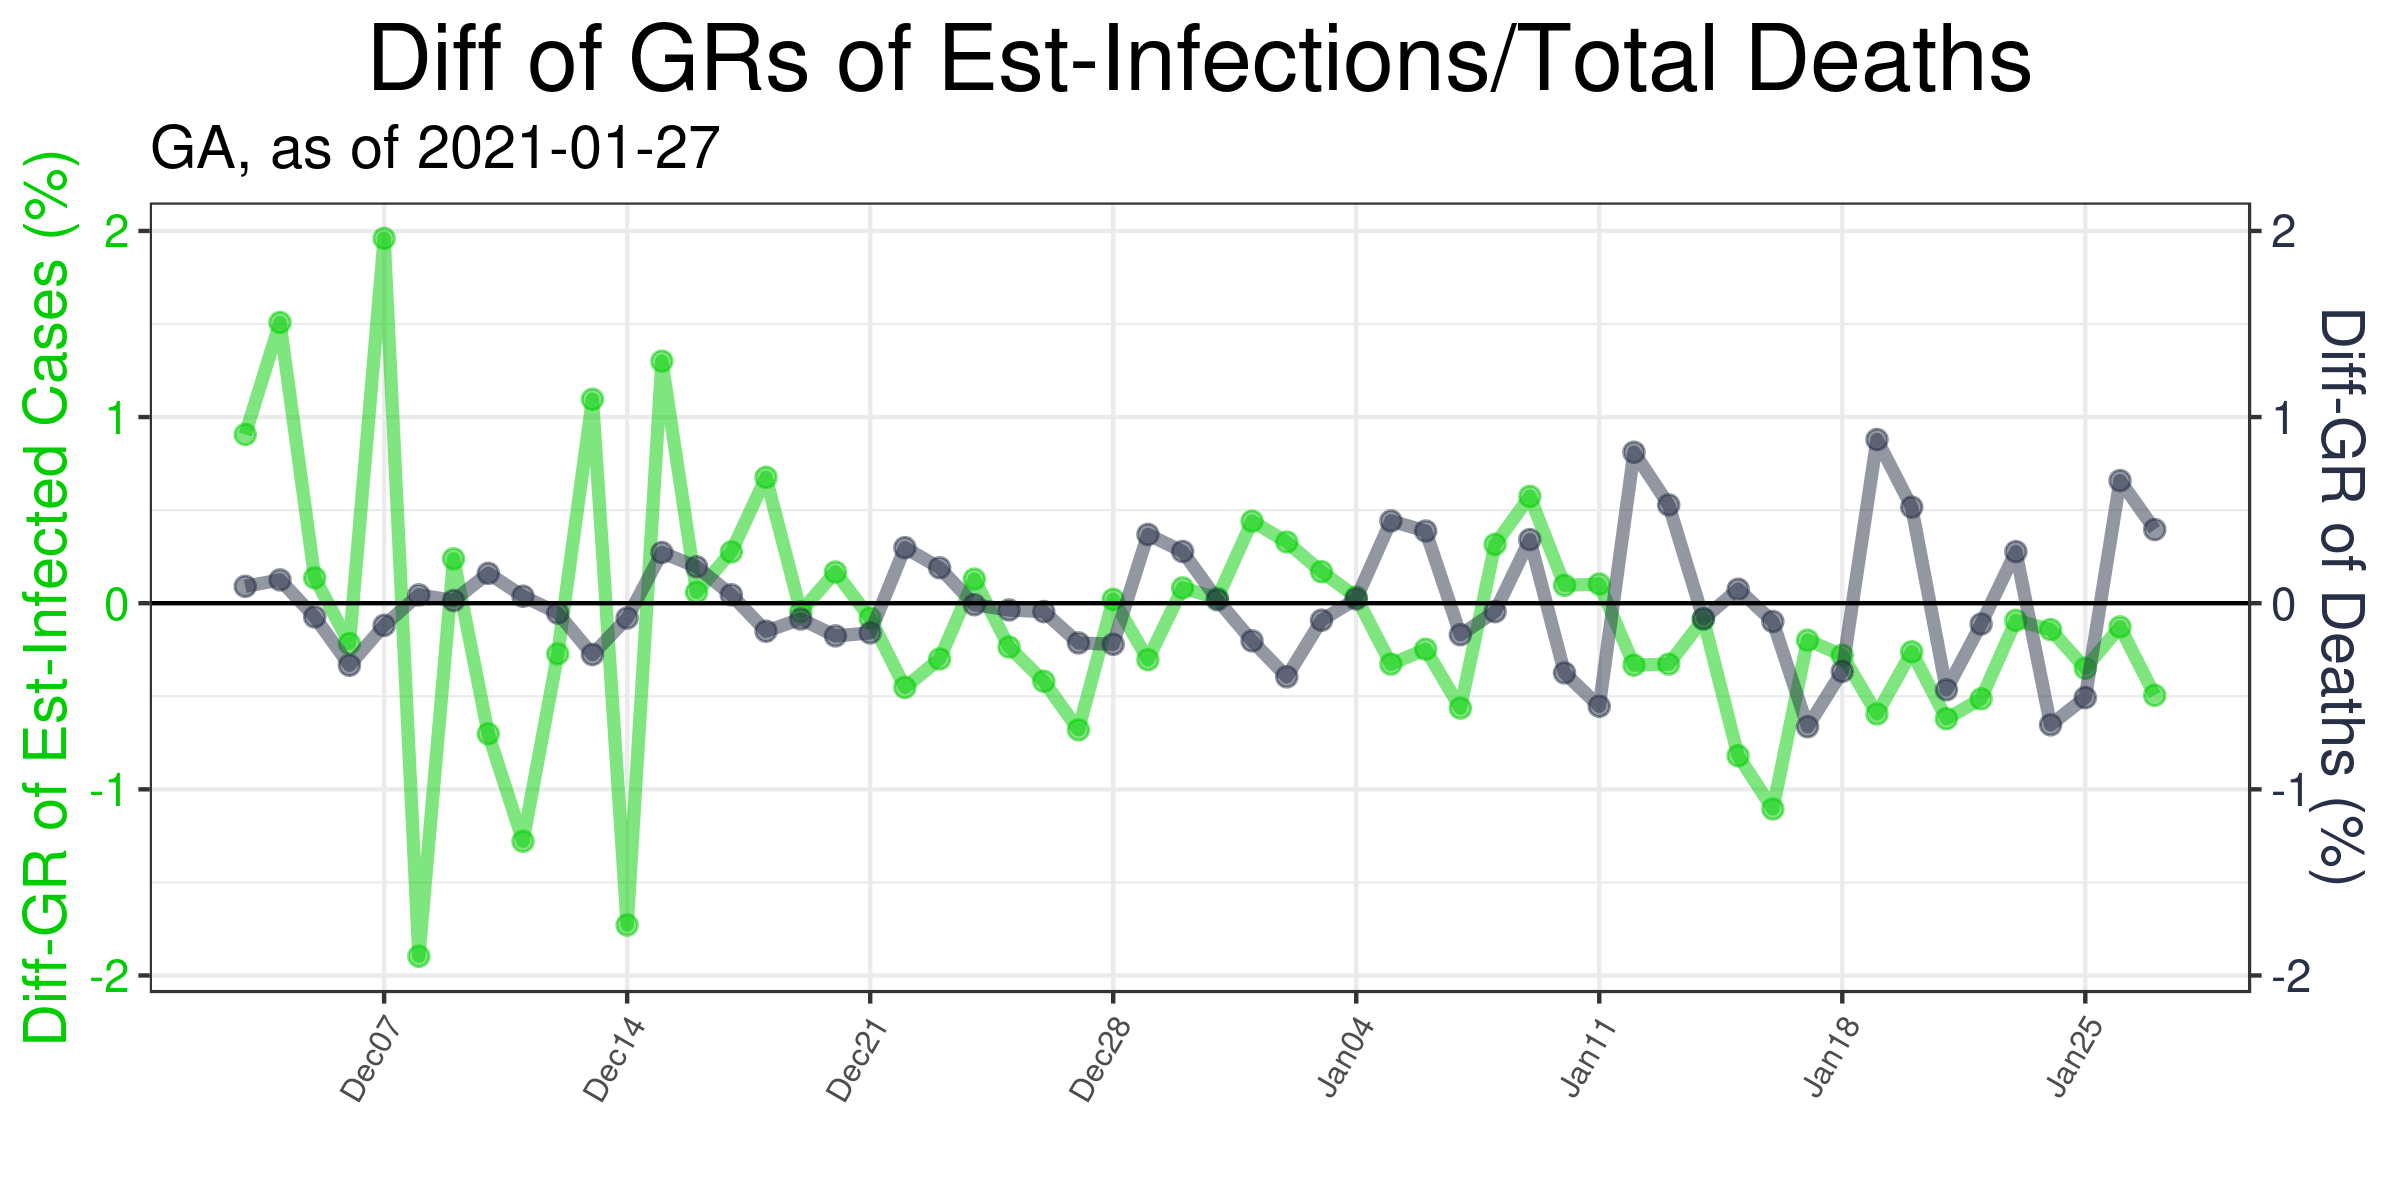 Diff of GRs of Est-Infections/Total Deaths
GA, as of 2021-01-27
Diff-GR of Est-Infected Cases (%)
2
1
0
-1
-2
2
1
0
-1
-2
Diff-GR of Deaths (%)
Dec07
Dec14
Dec21
Dec28
Jan04
Jan11
Jan18
Jan25